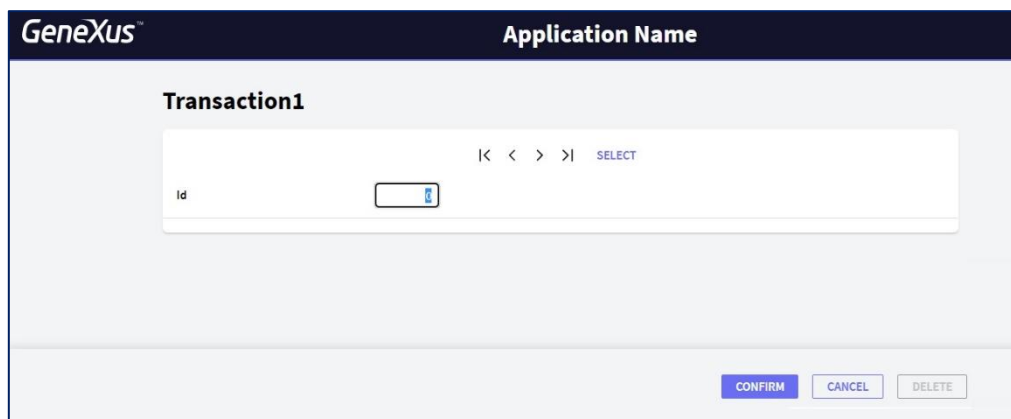 GeneXus™
Application Name
Transaction1
SELECT
Id
0
CONFIRM
CANCEL
DELETE